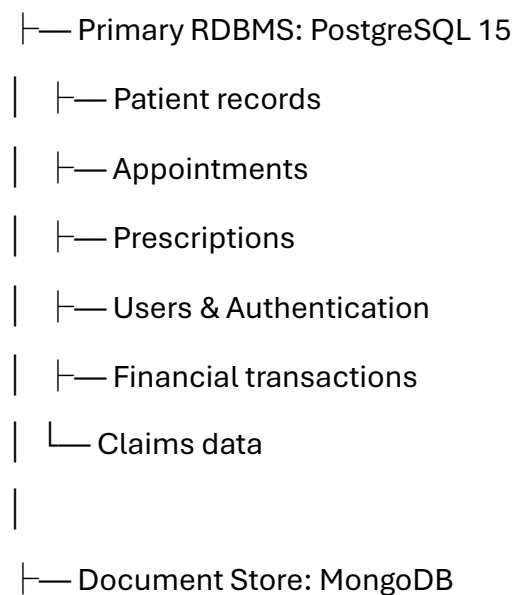 ├── Primary RDBMS: PostgreSQL 15
│ ├── Patient records
│ ├── Appointments
│ ├── Prescriptions
│ ├── Users & Authentication
│ ├── Financial transactions
│ └── Claims data
│
├── Document Store: MongoDB